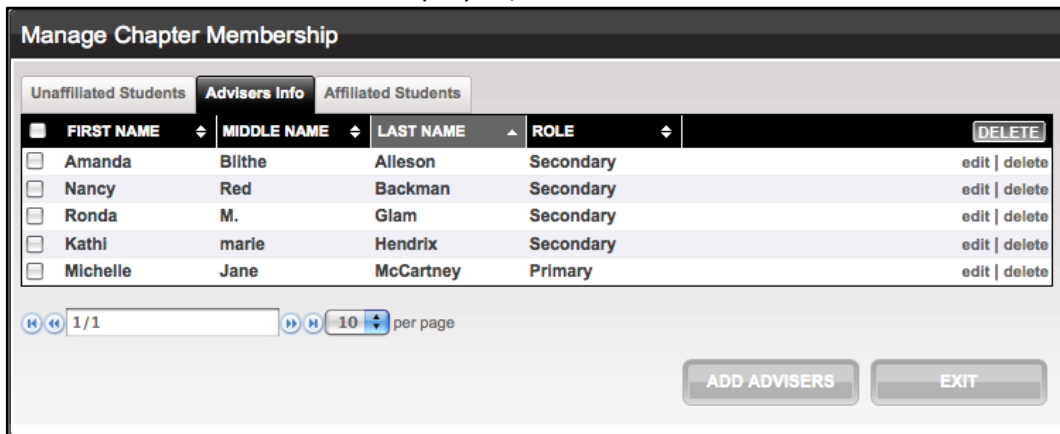 Manage Chapter Membership
Unaffiliated Students Advisers Info Affiliated Students
FIRST NAME MIDDLE NAME LAST NAME ROLE DELETE
Amanda Blithe Alleson Secondary edit | delete
Nancy Red Backman Secondary edit | delete
Ronda M. Glam Secondary edit | delete
Kathi marie Hendrix Secondary edit | delete
Michelle Jane McCartney Primary edit | delete
1/1 10 per page
ADD ADVISERS EXIT